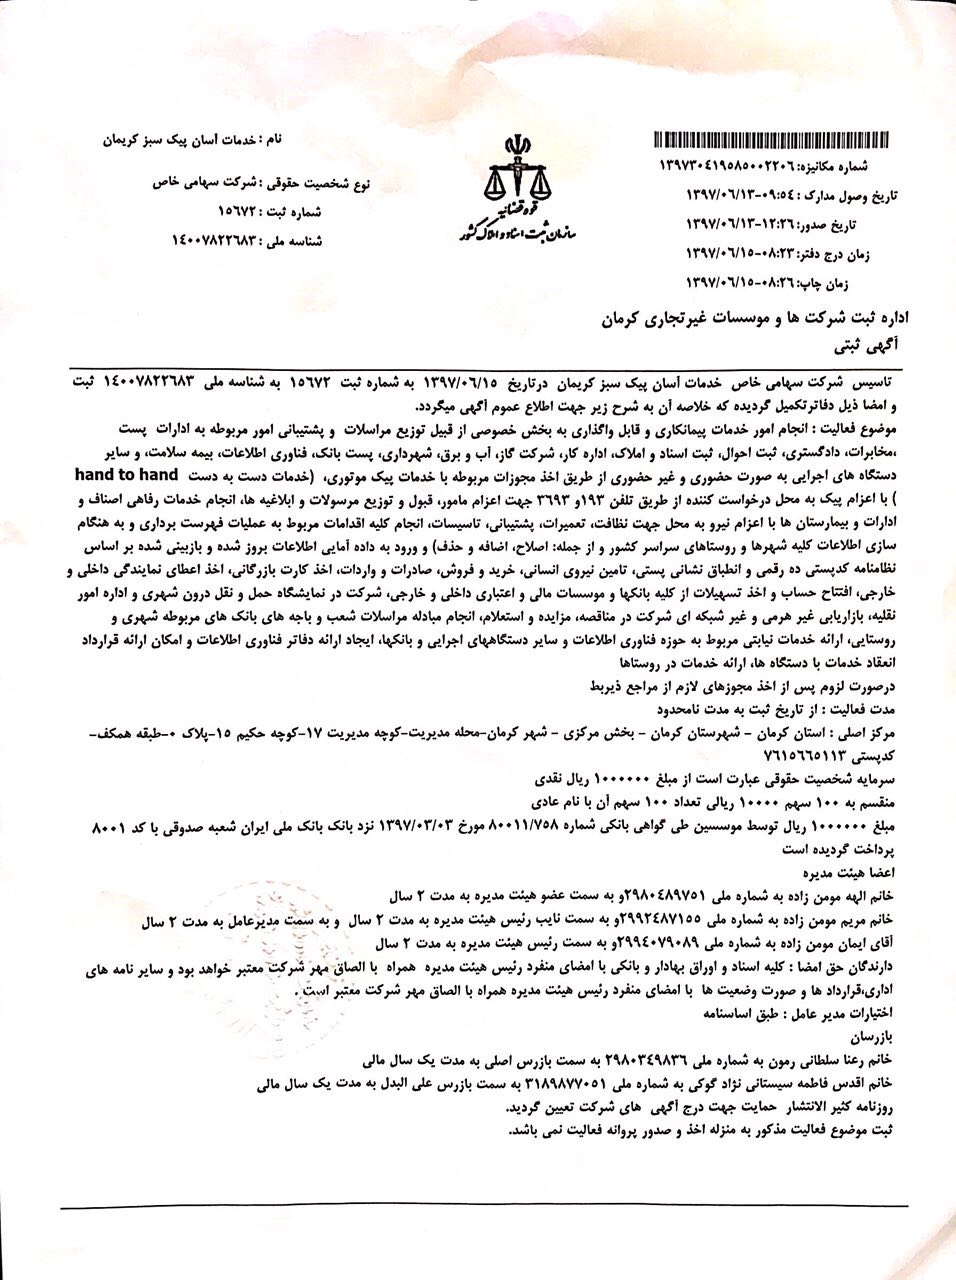 شماره مکانیزه: ۱۳۹۷۳۰۴۱۹۵۸۵۰۰۲۲۰۶
تاریخ وصول مدارک : ۰۹:۵۴-۱۳۹۷/۰۶/۱۳
تاریخ صدور: ۱۲:۲۶-۱۳۹۷/۰۶/۱۳
زمان درج دفتر: ۰۸:۲۳-۱۳۹۷/۰۶/۱۵
زمان چاپ: ۰۸:۲۶-۱۳۹۷/۰۶/۱۵
قوه قضائیه
سازمان ثبت اسناد و املاک کشور
نام : خدمات آسان پیک سبز کریمان
نوع شخصیت حقوقی : شرکت سهامی خاص
شماره ثبت : ۱۵۶۷۲
شناسه ملی : ۱۴۰۰۷۸۲۲۶۸۳
اداره ثبت شرکت ها و موسسات غیرتجاری کرمان
آگهی ثبتی
تاسیس شرکت سهامی خاص خدمات آسان پیک سبز کریمان درتاریخ ۱۳۹۷/۰۶/۱۵ به شماره ثبت ۱۵۶۷۲ به شناسه ملی ۱۴۰۰۷۸۲۲۶۸۳ ثبت
و امضا ذیل دفاترتکمیل گردیده که خلاصه آن به شرح زیر جهت اطلاع عموم آگهی میگردد.
موضوع فعالیت : انجام امور خدمات پیمانکاری و قابل واگذاری به بخش خصوصی از قبیل توزیع مراسلات و پشتیبانی امور مربوطه به ادارات پست
،مخابرات، دادگستری، ثبت احوال، ثبت اسناد و املاک، اداره کار، شرکت گاز، آب و برق، شهرداری، پست بانک، فناوری اطلاعات، بیمه سلامت، و سایر
دستگاه های اجرایی به صورت حضوری و غیر حضوری از طریق اخذ مجوزات مربوطه با خدمات پیک موتوری، (خدمات دست به دست hand to hand
) با اعزام پیک به محل درخواست کننده از طریق تلفن ۱۹۳و ۳۶۹۳ جهت اعزام مامور، قبول و توزیع مرسولات و ابلاغیه ها، انجام خدمات رفاهی اصناف و
ادارات و بیمارستان ها با اعزام نیرو به محل جهت نظافت، تعمیرات، پشتیبانی، تاسیسات، انجام کلیه اقدامات مربوط به عملیات فهرست برداری و به هنگام
سازی اطلاعات کلیه شهرها و روستاهای سراسر کشور و از جمله: اصلاح، اضافه و حذف) و ورود به داده آمایی اطلاعات بروز شده و بازبینی شده بر اساس
نظامنامه کدپستی ده رقمی و انطباق نشانی پستی، تامین نیروی انسانی، خرید و فروش، صادرات و واردات، اخذ کارت بازرگانی، اخذ اعطای نمایندگی داخلی و
خارجی، افتتاح حساب و اخذ تسهیلات از کلیه بانکها و موسسات مالی و اعتباری داخلی و خارجی، شرکت در نمایشگاه حمل و نقل درون شهری و اداره امور
نقلیه، بازاریابی غیر هرمی و غیر شبکه ای شرکت در مناقصه، مزایده و استعلام، انجام مبادله مراسلات شعب و باجه های بانک های مربوطه شهری و
روستایی، ارائه خدمات نیابتی مربوط به حوزه فناوری اطلاعات و سایر دستگاههای اجرایی و بانکها، ایجاد ارائه دفاتر فناوری اطلاعات و امکان ارائه قرارداد
انعقاد خدمات با دستگاه ها، ارائه خدمات در روستاها
درصورت لزوم پس از اخذ مجوزهای لازم از مراجع ذیربط
مدت فعالیت : از تاریخ ثبت به مدت نامحدود
مرکز اصلی : استان کرمان - شهرستان کرمان - بخش مرکزی - شهر کرمان-محله مدیریت-کوچه مدیریت ۱۷-کوچه حکیم ۱۵-پلاک ۰-طبقه همکف-
کدپستی ۷۶۱۵۶۶۵۱۱۳
سرمایه شخصیت حقوقی عبارت است از مبلغ ۱۰۰۰۰۰۰ ریال نقدی
منقسم به ۱۰۰ سهم ۱۰۰۰۰ ریالی تعداد ۱۰۰ سهم آن با نام عادی
مبلغ ۱۰۰۰۰۰۰ ریال توسط موسسین طی گواهی بانکی شماره ۸۰۰۱۱/۷۵۸ مورخ ۱۳۹۷/۰۳/۰۳ نزد بانک بانک ملی ایران شعبه صدوقی با کد ۸۰۰۱
پرداخت گردیده است
اعضا هیئت مدیره
خانم الهه مومن زاده به شماره ملی ۲۹۸۰۴۸۹۷۵۱و به سمت عضو هیئت مدیره به مدت ۲ سال
خانم مریم مومن زاده به شماره ملی ۲۹۹۲۴۸۷۱۵۵و به سمت نایب رئیس هیئت مدیره به مدت ۲ سال و به سمت مدیرعامل به مدت ۲ سال
آقای ایمان مومن زاده به شماره ملی ۲۹۹۴۰۷۹۰۸۹و به سمت رئیس هیئت مدیره به مدت ۲ سال
دارندگان حق امضا : کلیه اسناد و اوراق بهادار و بانکی با امضای منفرد رئیس هیئت مدیره همراه با الصاق مهر شرکت معتبر خواهد بود و سایر نامه های
اداری،قرارداد ها و صورت وضعیت ها با امضای منفرد رئیس هیئت مدیره همراه با الصاق مهر شرکت معتبر است .
اختیارات مدیر عامل : طبق اساسنامه
بازرسان
خانم رعنا سلطانی رمون به شماره ملی ۲۹۸۰۳۴۹۸۳۶ به سمت بازرس اصلی به مدت یک سال مالی
خانم اقدس فاطمه سیستانی نژاد گوکی به شماره ملی ۳۱۸۹۸۷۷۰۵۱ به سمت بازرس علی البدل به مدت یک سال مالی
روزنامه کثیر الانتشار حمایت جهت درج آگهی های شرکت تعیین گردید.
ثبت موضوع فعالیت مذکور به منزله اخذ و صدور پروانه فعالیت نمی باشد.